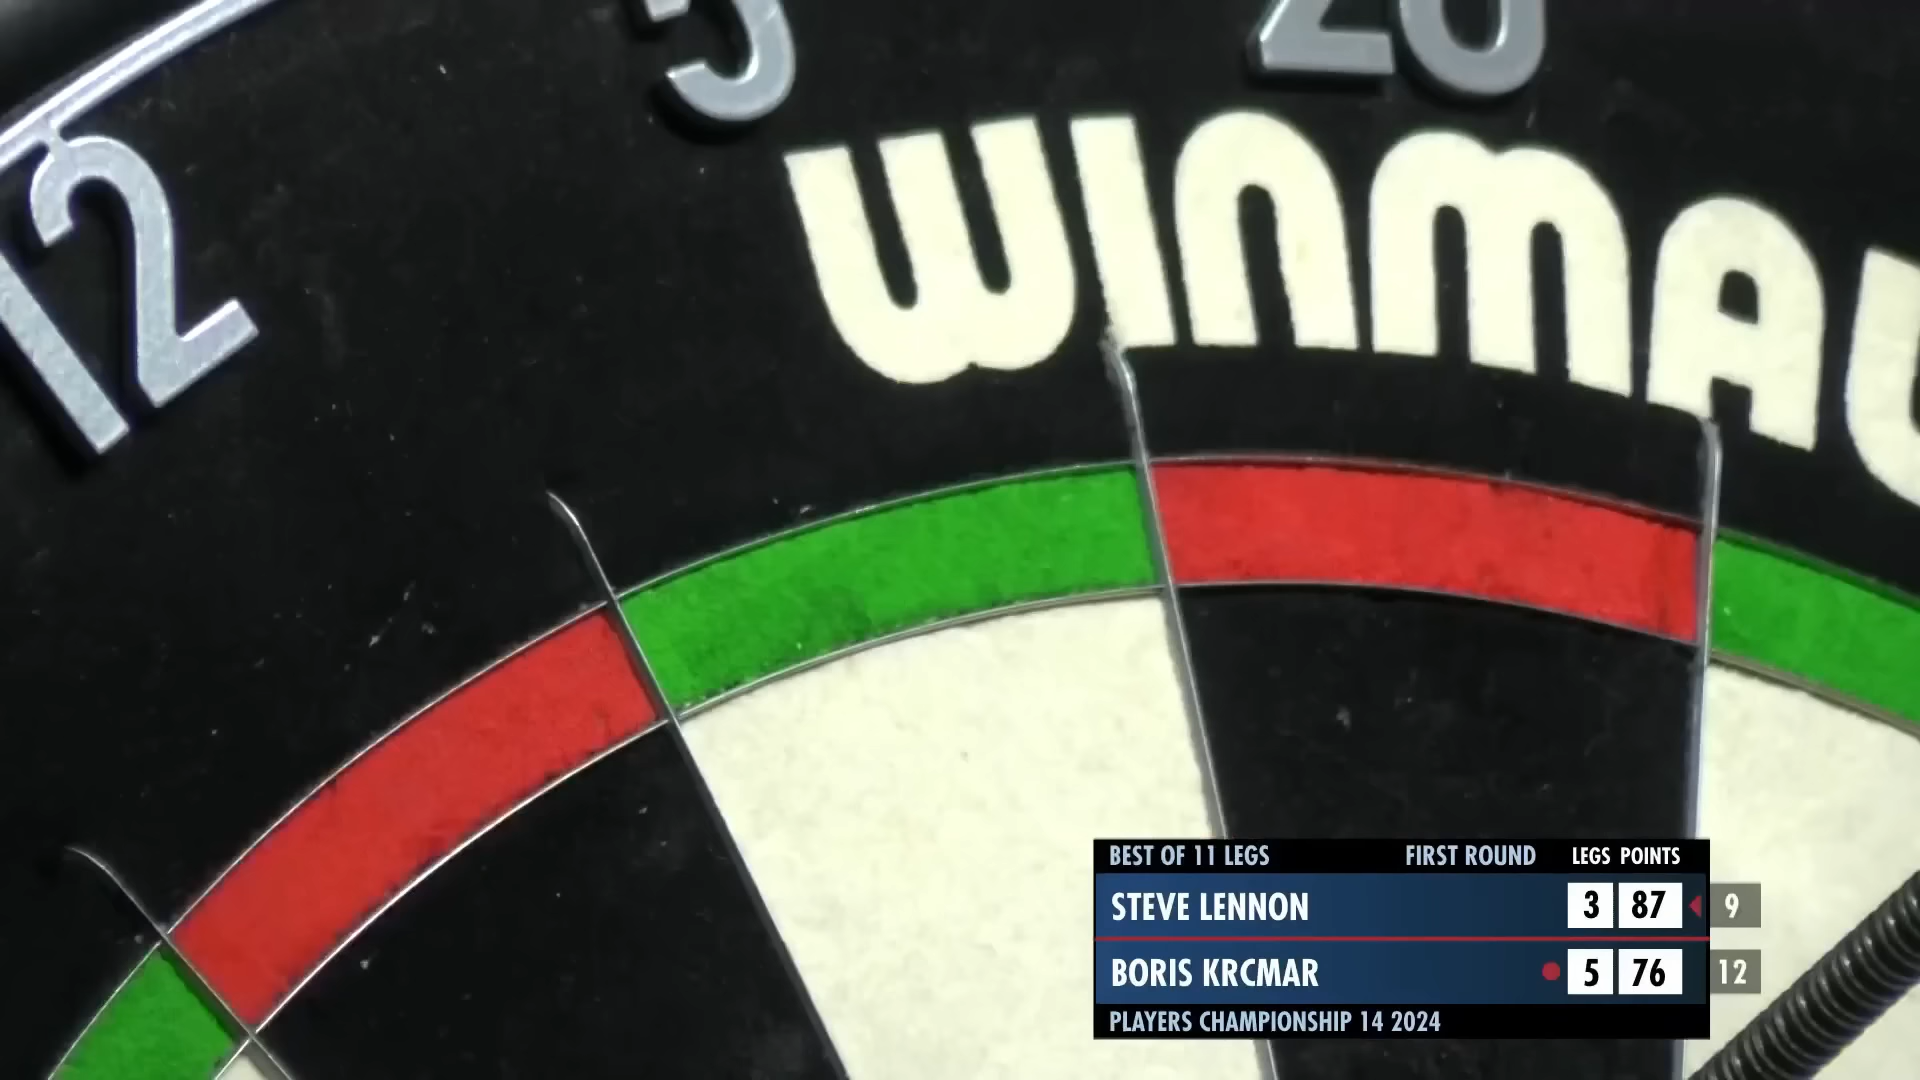 12
5
20
WINMAU
BEST OF 11 LEGS FIRST ROUND LEGS POINTS
STEVE LENNON 3 87 9
BORIS KRCMAR 5 76 12
PLAYERS CHAMPIONSHIP 14 2024